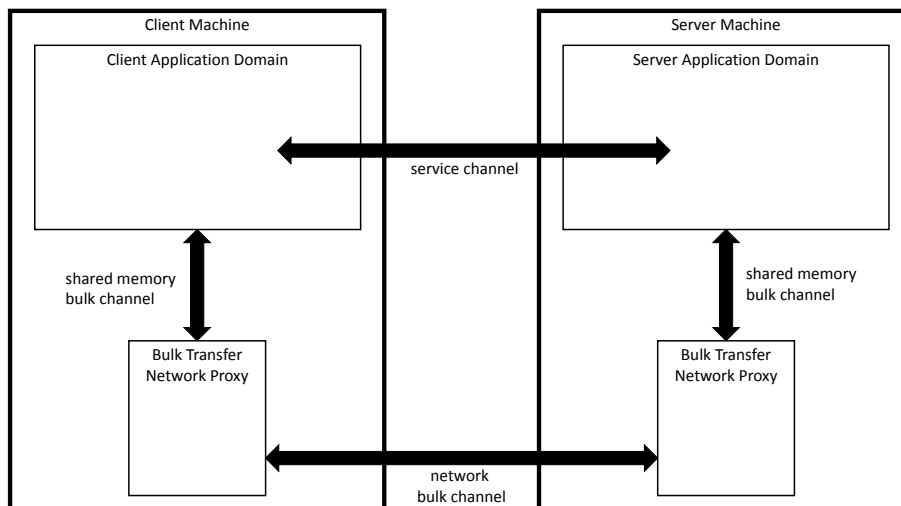 Client Machine
Server Machine
Client Application Domain
Server Application Domain
service channel
shared memory
bulk channel
shared memory
bulk channel
Bulk Transfer
Network Proxy
Bulk Transfer
Network Proxy
network
bulk channel